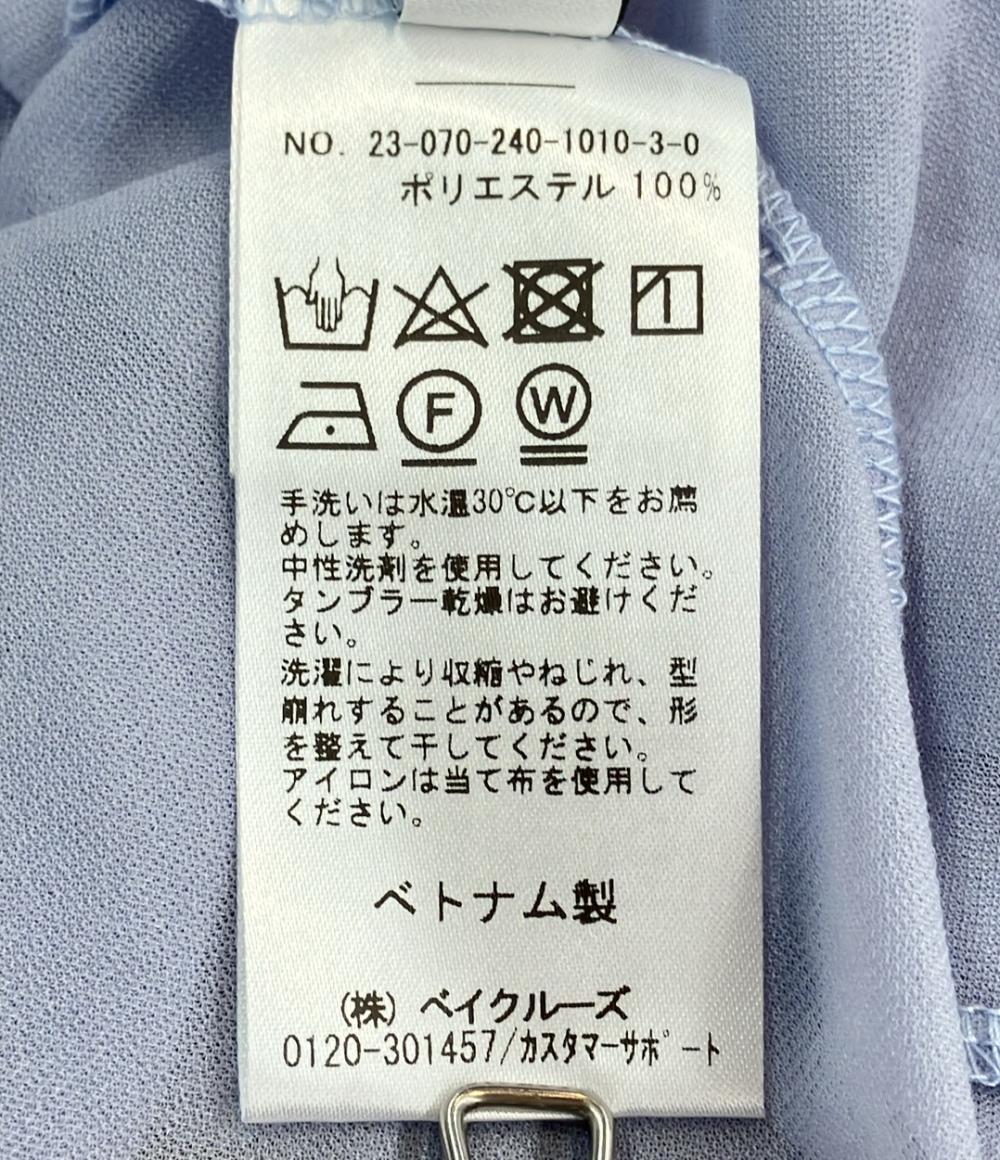 NO. 23-070-240-1010-3-0
ポリエステル 100%
F
W
手洗いは水温30℃以下をお薦
めします。
中性洗剤を使用してください。
タンブラー乾燥はお避けくだ
さい。
洗濯により収縮やねじれ、型
崩れすることがあるので、形
を整えて干してください。
アイロンは当て布を使用して
ください。
ベトナム製
(株) ベイクルーズ
0120-301457/カスタマーサポート